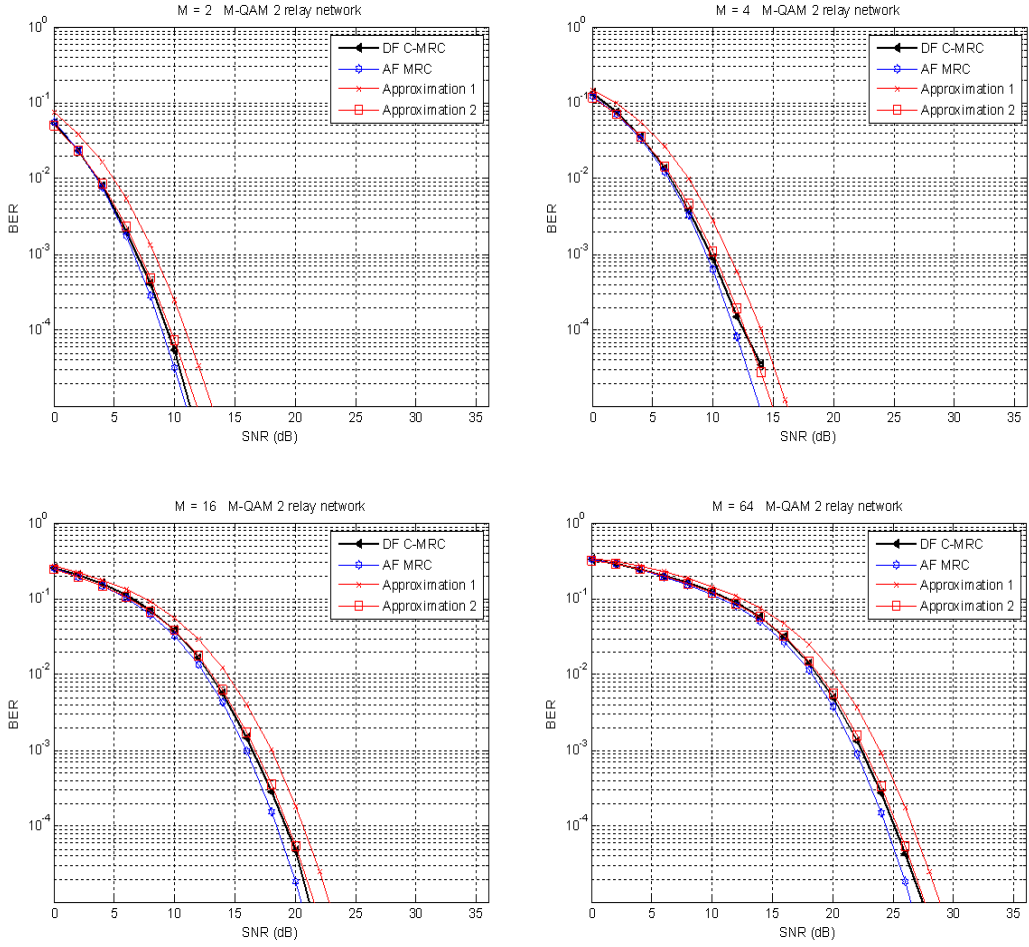 M = 2 M-QAM 2 relay network
10^0
10^-1
10^-2
10^-3
10^-4
BER
DF C-MRC
AF MRC
Approximation 1
Approximation 2
0 5 10 15 20 25 30 35
SNR (dB)
M = 4 M-QAM 2 relay network
10^0
10^-1
10^-2
10^-3
10^-4
BER
DF C-MRC
AF MRC
Approximation 1
Approximation 2
0 5 10 15 20 25 30 35
SNR (dB)
M = 16 M-QAM 2 relay network
10^0
10^-1
10^-2
10^-3
10^-4
BER
DF C-MRC
AF MRC
Approximation 1
Approximation 2
0 5 10 15 20 25 30 35
SNR (dB)
M = 64 M-QAM 2 relay network
10^0
10^-1
10^-2
10^-3
10^-4
BER
DF C-MRC
AF MRC
Approximation 1
Approximation 2
0 5 10 15 20 25 30 35
SNR (dB)